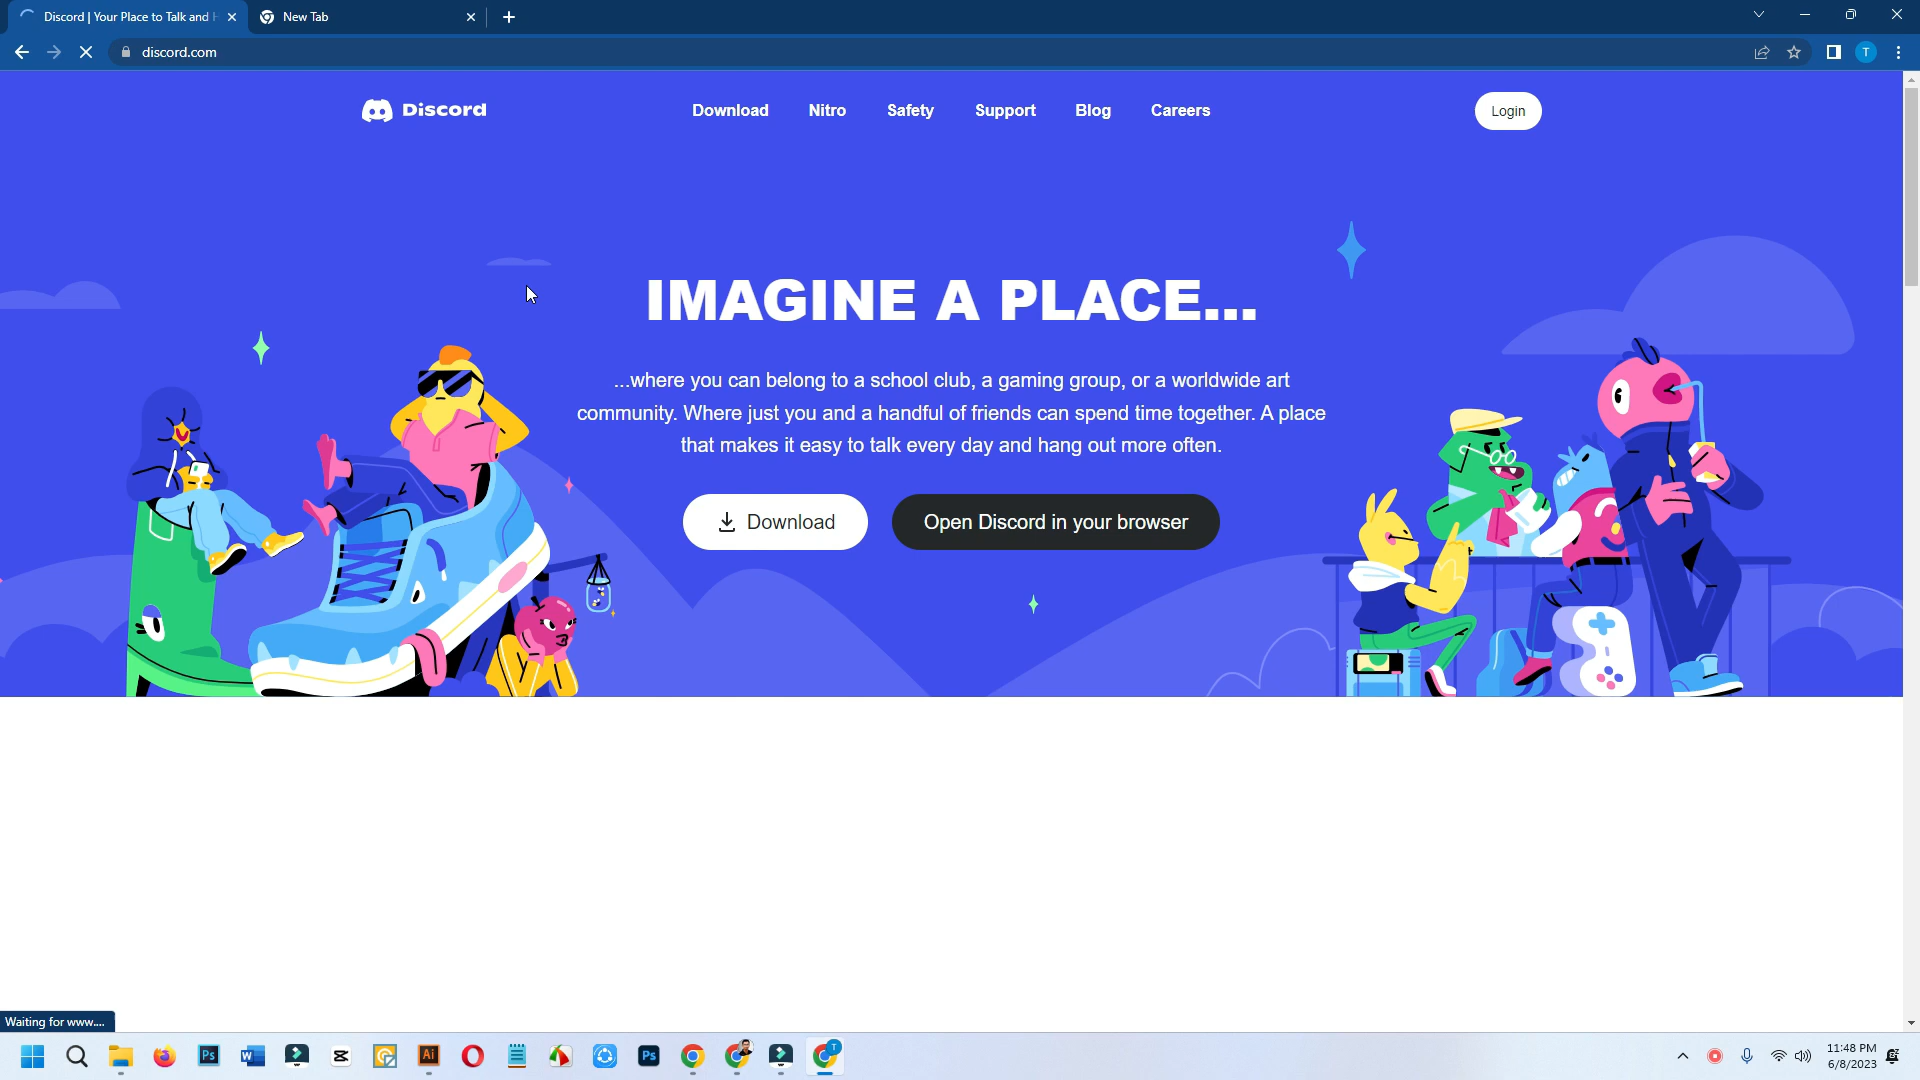 Discord | Your Place to Talk and H
New Tab
discord.com
Discord
Download
Nitro
Safety
Support
Blog
Careers
Login
IMAGINE A PLACE...
...where you can belong to a school club, a gaming group, or a worldwide art
community. Where just you and a handful of friends can spend time together. A place
that makes it easy to talk every day and hang out more often.
Download
Open Discord in your browser
Waiting for www....
11:48 PM
6/8/2023